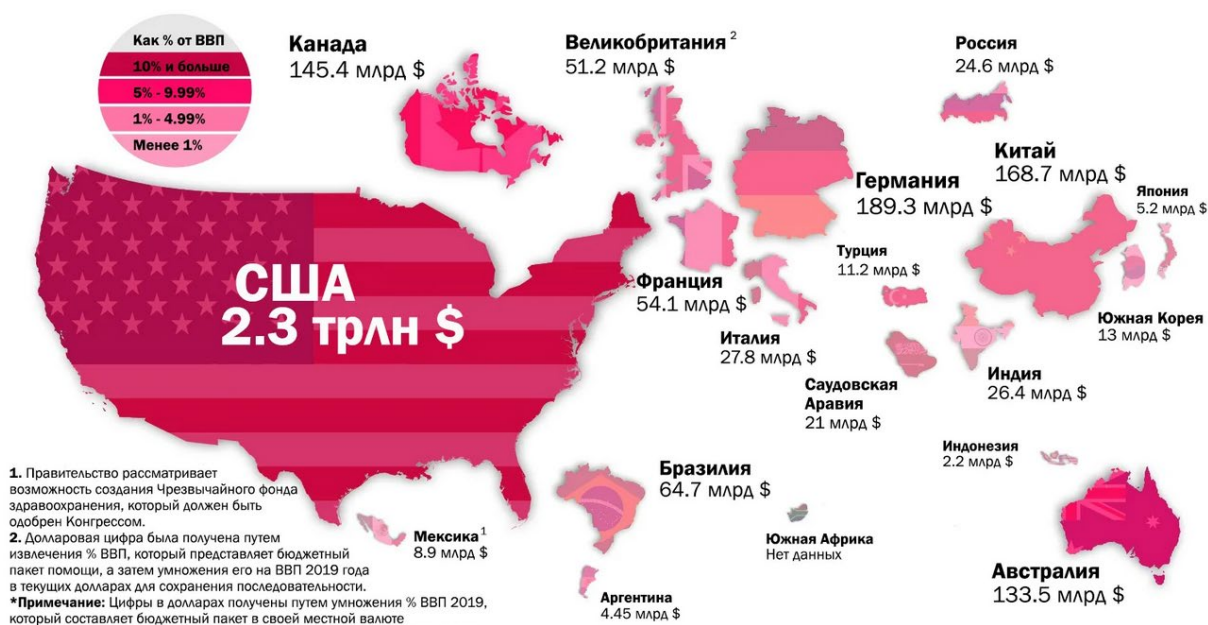 Как % от ВВП
10% и больше
5% - 9.99%
1% - 4.99%
Менее 1%
Канада
145.4 млрд $
Великобритания 2
51.2 млрд $
Россия
24.6 млрд $
Китай
168.7 млрд $
Германия
189.3 млрд $
Япония
5.2 млрд $
США
2.3 трлн $
Франция
54.1 млрд $
Турция
11.2 млрд $
Италия
27.8 млрд $
Южная Корея
13 млрд $
Саудовская
Аравия
21 млрд $
Индия
26.4 млрд $
Индонезия
2.2 млрд $
Бразилия
64.7 млрд $
Южная Африка
Нет данных
Мексика 1
8.9 млрд $
Австралия
133.5 млрд $
Аргентина
4.45 млрд $
1. Правительство рассматривает
возможность создания Чрезвычайного фонда
здравоохранения, который должен быть
одобрен Конгрессом.
2. Долларовая цифра была получена путем
извлечения % ВВП, который представляет бюджетный
пакет помощи, а затем умножения его на ВВП 2019 года
в текущих долларах для сохранения последовательности.
*Примечание: Цифры в долларах получены путем умножения % ВВП 2019,
который составляет бюджетный пакет в своей местной валюте